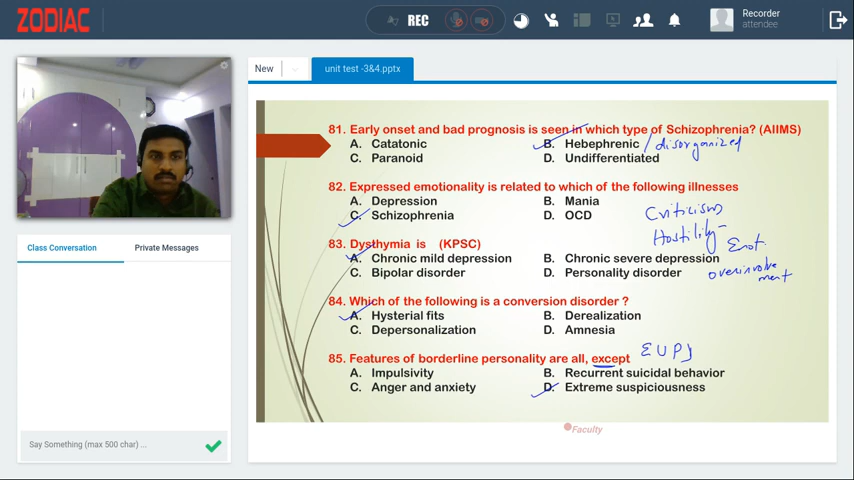 ZODIAC
REC
Recorder
attendee
New
unit test -3&4.pptx
81. Early onset and bad prognosis is seen in which type of Schizophrenia? (AIIMS)
A. Catatonic
B. Hebephrenic / disorganized
C. Paranoid
D. Undifferentiated
82. Expressed emotionality is related to which of the following illnesses
A. Depression
B. Mania
C. Schizophrenia
D. OCD
Criticisms
Hostility
Emot.
overinvolve
ment
83. Dysthymia is (KPSC)
A. Chronic mild depression
B. Chronic severe depression
C. Bipolar disorder
D. Personality disorder
84. Which of the following is a conversion disorder ?
A. Hysterial fits
B. Derealization
C. Depersonalization
D. Amnesia
85. Features of borderline personality are all, except
EUPD
A. Impulsivity
B. Recurrent suicidal behavior
C. Anger and anxiety
D. Extreme suspiciousness
Faculty
Class Conversation
Private Messages
Say Something (max 500 char) ...